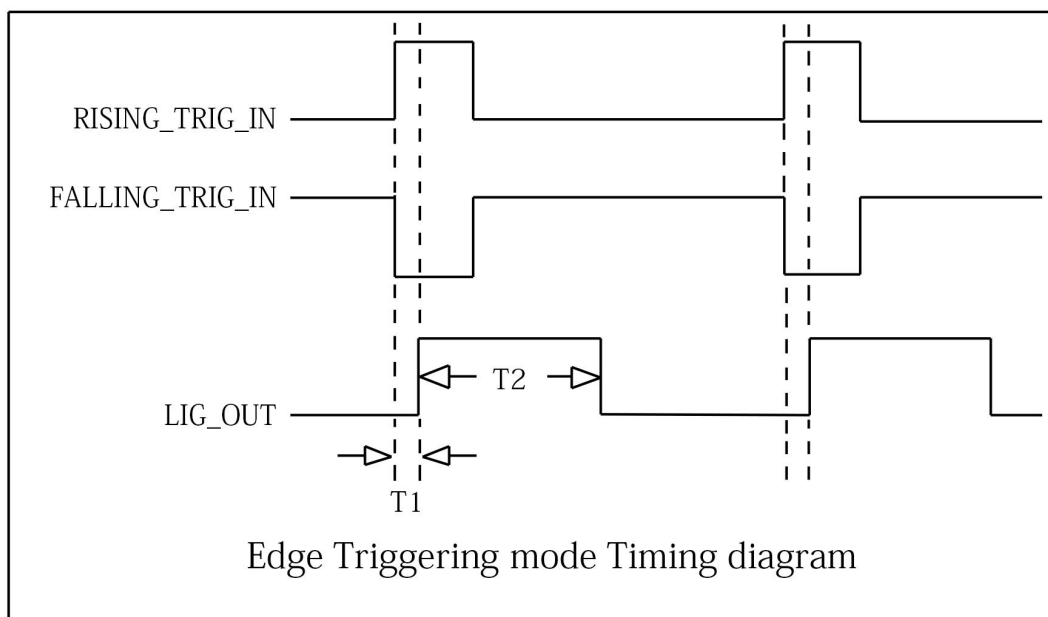 RISING_TRIG_IN
FALLING_TRIG_IN
T2
LIG_OUT
T1
Edge Triggering mode Timing diagram